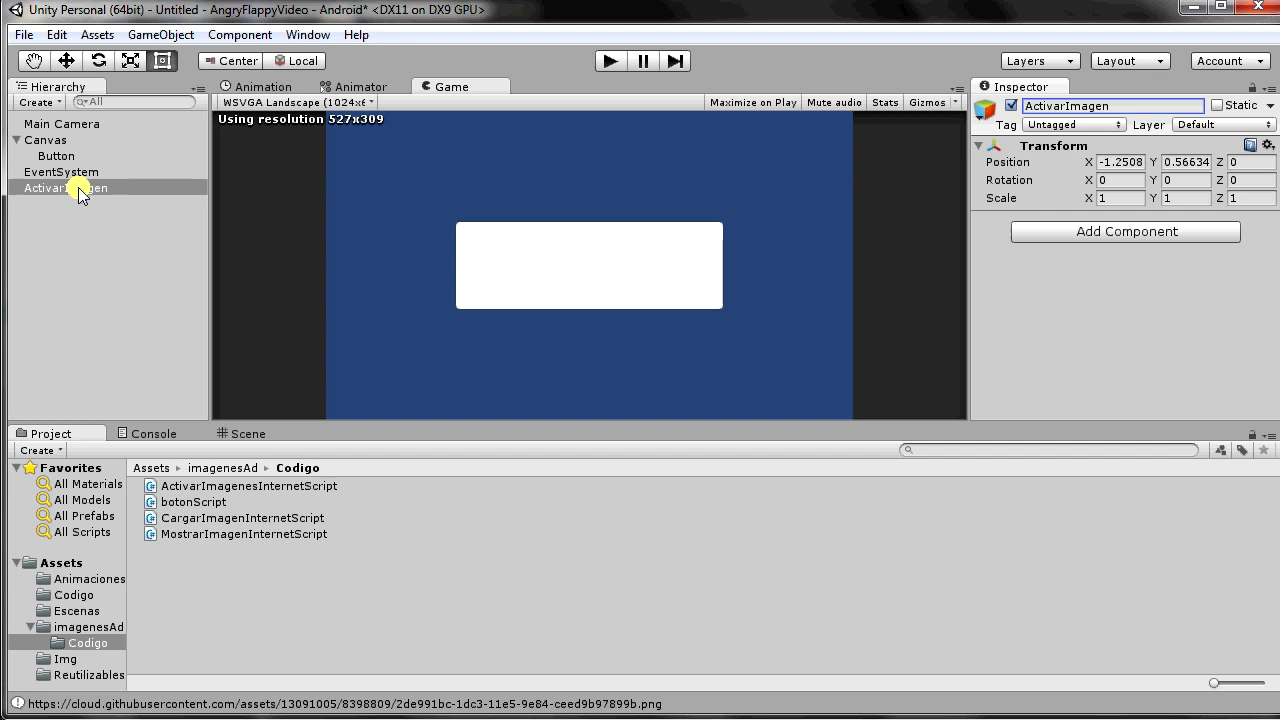 Unity Personal (64bit) - Untitled - AngryFlappyVideo - Android* <DX11 on DX9 GPU>
File Edit Assets GameObject Component Window Help
Center Local Layers Layout Account
Hierarchy Animation Animator Game Inspector
Create All WSVGA Landscape (1024x6 Maximize on Play Mute audio Stats Gizmos ActivarImagen Static
Using resolution 527x309
Tag Untagged Layer Default
Main Camera
Canvas
Button
EventSystem
ActivarImagen
Transform
Position X -1.2508 Y 0.56634 Z 0
Rotation X 0 Y 0 Z 0
Scale X 1 Y 1 Z 1
Add Component
Project Console Scene
Create
Favorites
All Materials
All Models
All Prefabs
All Scripts
Assets
Animaciones
Codigo
Escenas
imagenesAd
Codigo
Img
Reutilizables
Assets imagenesAd Codigo
ActivarImagenesInternetScript
botonScript
CargarImagenInternetScript
MostrarImagenInternetScript
https://cloud.githubusercontent.com/assets/13091005/8398809/2de991bc-1dc3-11e5-9e84-ceed9b97899b.png